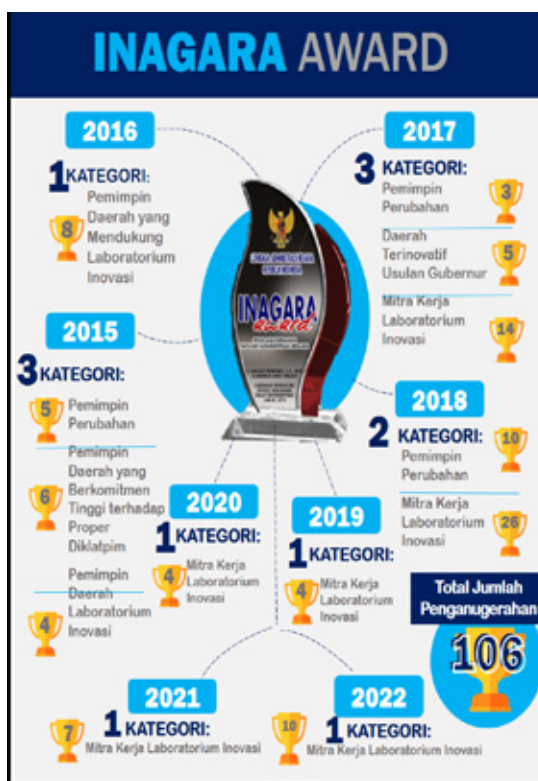 INAGARA AWARD
2016
1 KATEGORI:
8
Pemimpin
Daerah yang
Mendukung
Laboratorium
Inovasi
2017
3 KATEGORI:
Pemimpin
Perubahan
3
Daerah
Terinovatif
Usulan Gubernur
5
Mitra Kerja
Laboratorium
Inovasi
14
INAGARA
award
2015
3 KATEGORI:
5
Pemimpin
Perubahan
6
Pemimpin
Daerah yang
Berkomitmen
Tinggi terhadap
Proper
Diklatpim
4
Pemimpin
Daerah
Laboratorium
Inovasi
2018
2 KATEGORI:
Pemimpin
Perubahan
10
Mitra Kerja
Laboratorium
Inovasi
26
2020
1 KATEGORI:
4
Mitra Kerja
Laboratorium
Inovasi
2019
1 KATEGORI:
4
Mitra Kerja
Laboratorium
Inovasi
Total Jumlah
Penganugerahan
106
2021
7
1 KATEGORI:
Mitra Kerja Laboratorium Inovasi
2022
10
1 KATEGORI:
Mitra Kerja Laboratorium Inovasi